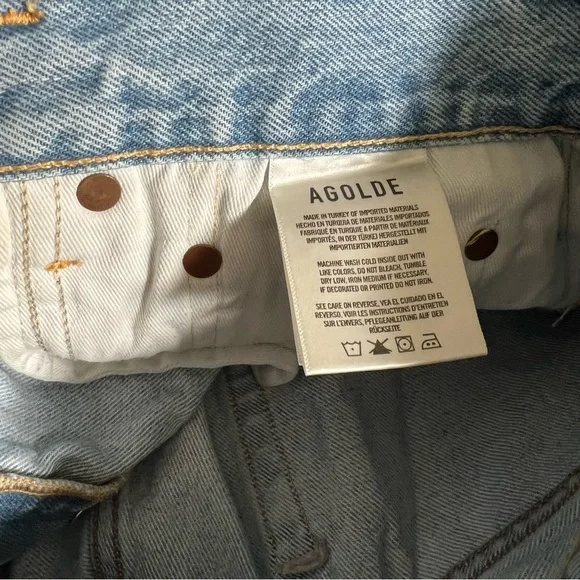 AGOLDE
MADE IN TURKEY OF IMPORTED MATERIALS
HECHO EN TURQUIA DE MATERIALES IMPORTADOS
FABRIQUÉ EN TURQUIE A PARTIR DE MATÉRIAUX
IMPORTÉS, IN DER TÜRKEI HERGESTELLT MIT
IMPORTIERTEN MATERIALIEN
MACHINE WASH COLD INSIDE OUT WITH
LIKE COLORS, DO NOT BLEACH, TUMBLE
DRY LOW, IRON MEDIUM IF NECESSARY,
IF DECORATED OR PRINTED DO NOT IRON.
SEE CARE ON REVERSE, VEA EL CUIDADO EN EL
REVERSO, VOIR LES INSTRUCTIONS D'ENTRETIEN
SUR L'ENVERS, PFLEGEANLEITUNG AUF DER
RÜCKSEITE